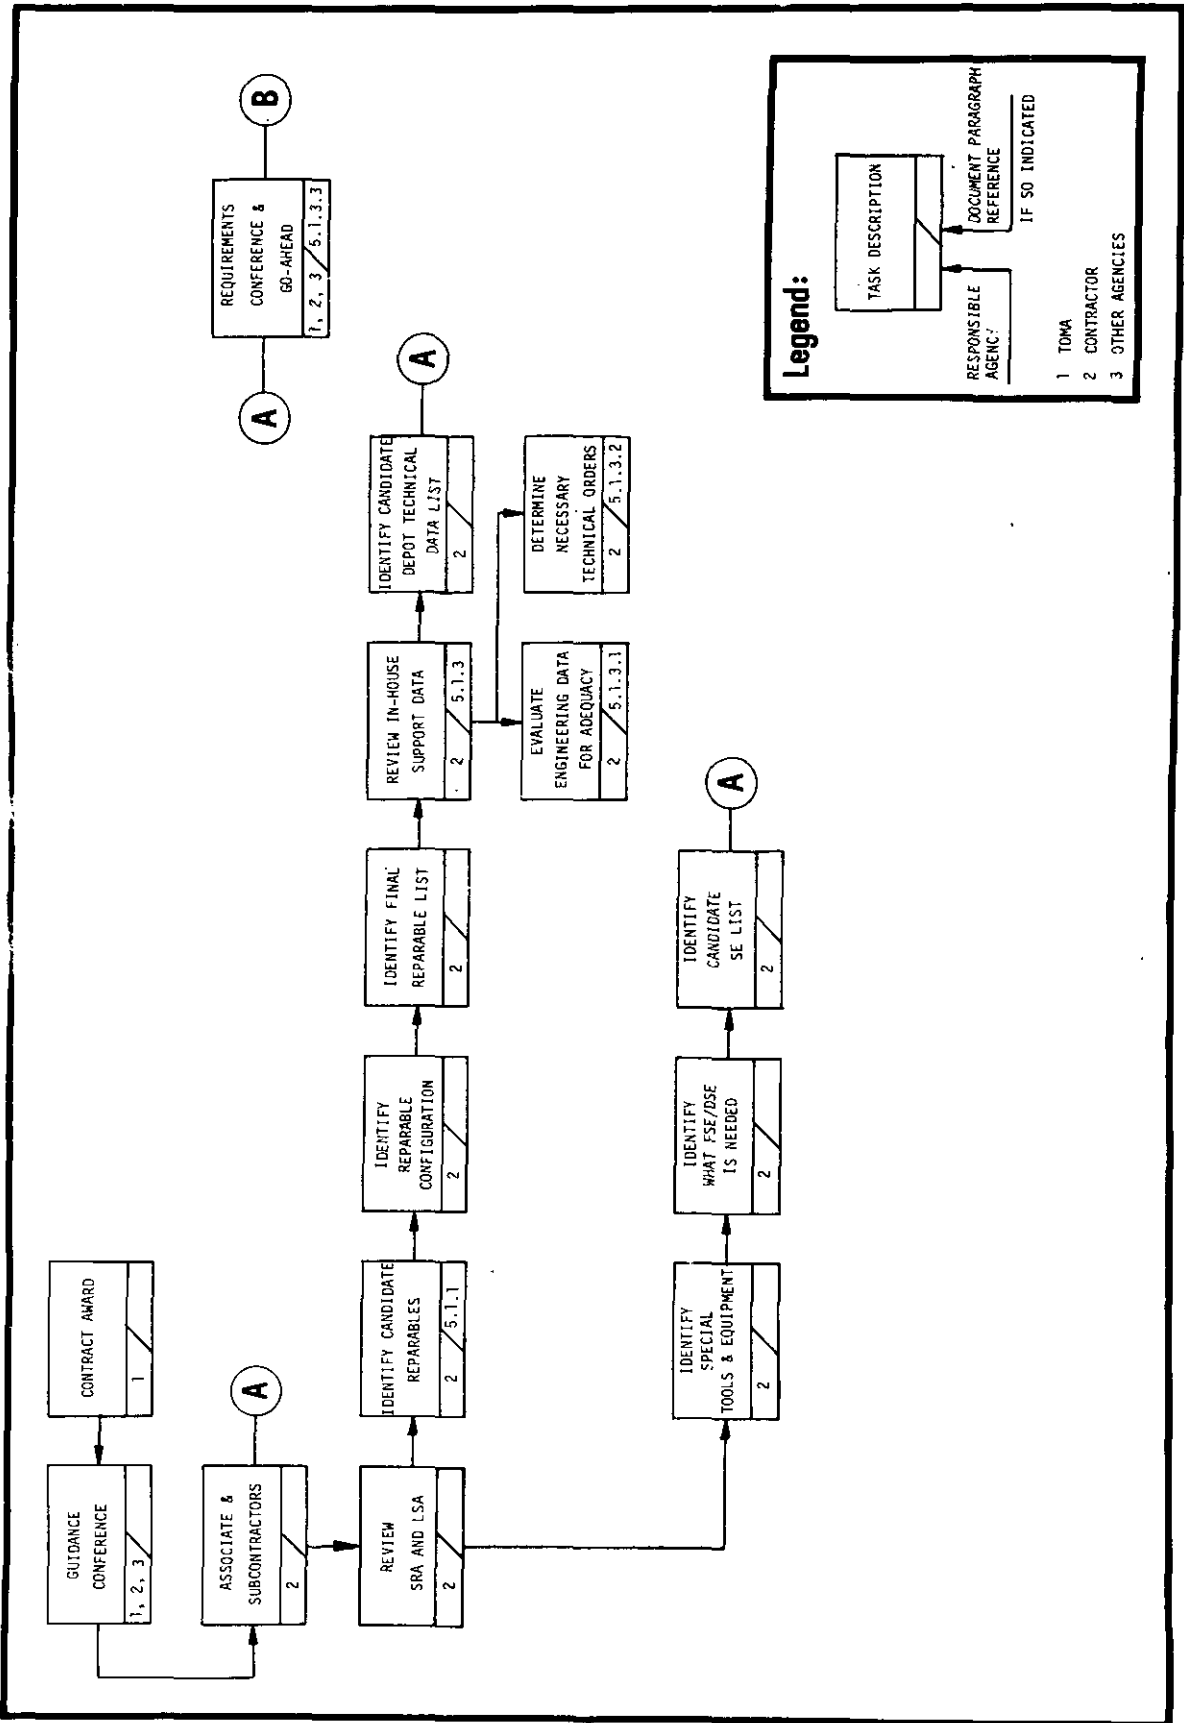 CONTRACT AWARD
1
GUIDANCE
CONFERENCE
1, 2, 3
ASSOCIATE &
SUBCONTRACTORS
2
A
REVIEW
SRA AND LSA
2
IDENTIFY CANDIDATE
REPARABLES
2 5.1.1
IDENTIFY
REPARABLE
CONFIGURATION
2
IDENTIFY FINAL
REPARABLE LIST
2
REVIEW IN-HOUSE
SUPPORT DATA
2 5.1.3
IDENTIFY CANDIDATE
DEPOT TECHNICAL
DATA LIST
2
A
EVALUATE
ENGINEERING DATA
FOR ADEQUACY
2 5.1.3.1
DETERMINE
NECESSARY
TECHNICAL ORDERS
2 5.1.3.2
A
REQUIREMENTS
CONFERENCE &
GO-AHEAD
1, 2, 3 5.1.3.3
B
IDENTIFY
SPECIAL
TOOLS & EQUIPMENT
2
IDENTIFY
WHAT FSE/DSE
IS NEEDED
2
IDENTIFY
CANDIDATE
SE LIST
2
A
Legend:
TASK DESCRIPTION
RESPONSIBLE
AGENCY
DOCUMENT PARAGRAPH
REFERENCE
IF SO INDICATED
1 TOMA
2 CONTRACTOR
3 OTHER AGENCIES